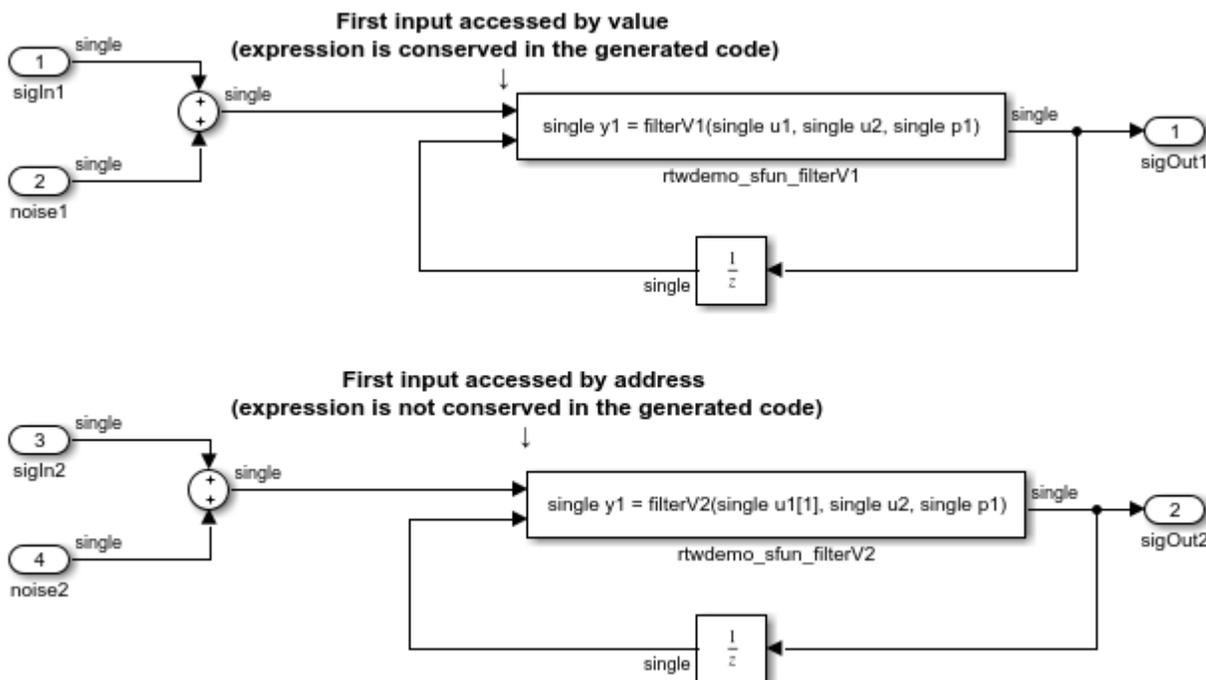 First input accessed by value
(expression is conserved in the generated code)
↓
1
single
sigIn1
single
single y1 = filterV1(single u1, single u2, single p1)
single
1
sigOut1
2
single
noise1
rtwdemo_sfun_filterV1
1
z
single
First input accessed by address
(expression is not conserved in the generated code)
↓
3
single
sigIn2
single
single y1 = filterV2(single u1[1], single u2, single p1)
single
2
sigOut2
4
single
noise2
rtwdemo_sfun_filterV2
1
z
single